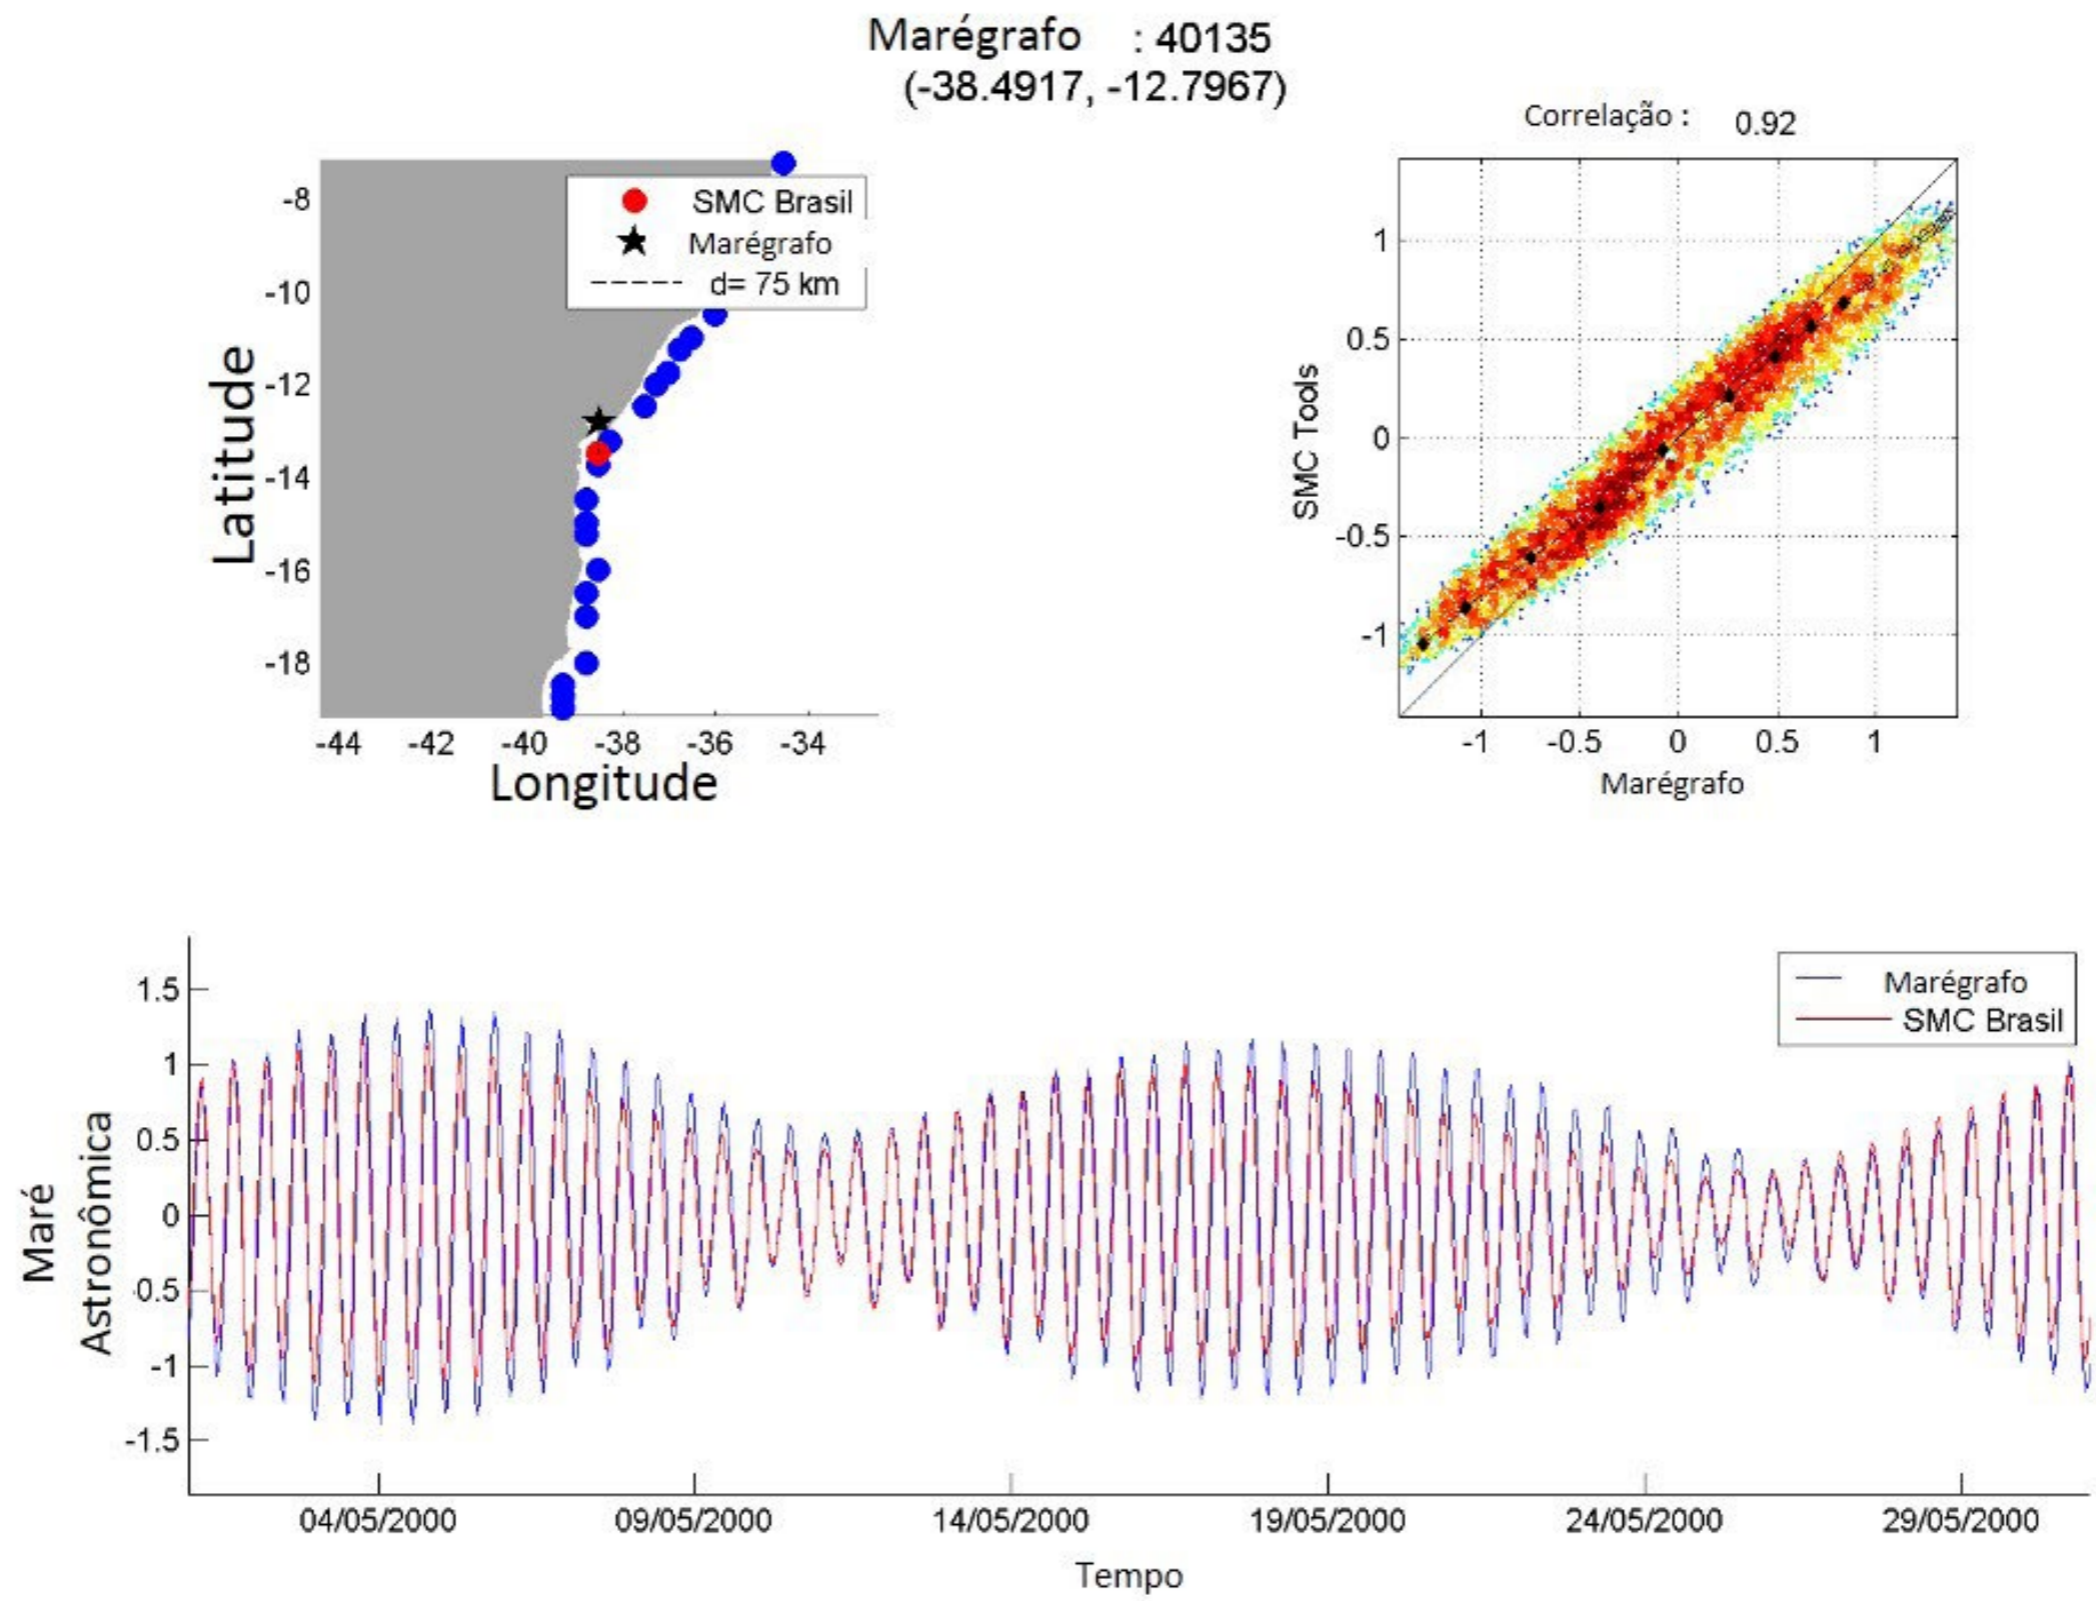 Marégrafo : 40135
(-38.4917, -12.7967)
Correlação : 0.92
SMC Brasil
Marégrafo
d= 75 km
-8
-10
-12
-14
-16
-18
Latitude
-44 -42 -40 -38 -36 -34
Longitude
1
0.5
0
-0.5
-1
SMC Tools
-1 -0.5 0 0.5 1
Marégrafo
Marégrafo
SMC Brasil
1.5
1
0.5
0
0.5
-1
-1.5
Maré
Astronômica
04/05/2000 09/05/2000 14/05/2000 19/05/2000 24/05/2000 29/05/2000
Tempo